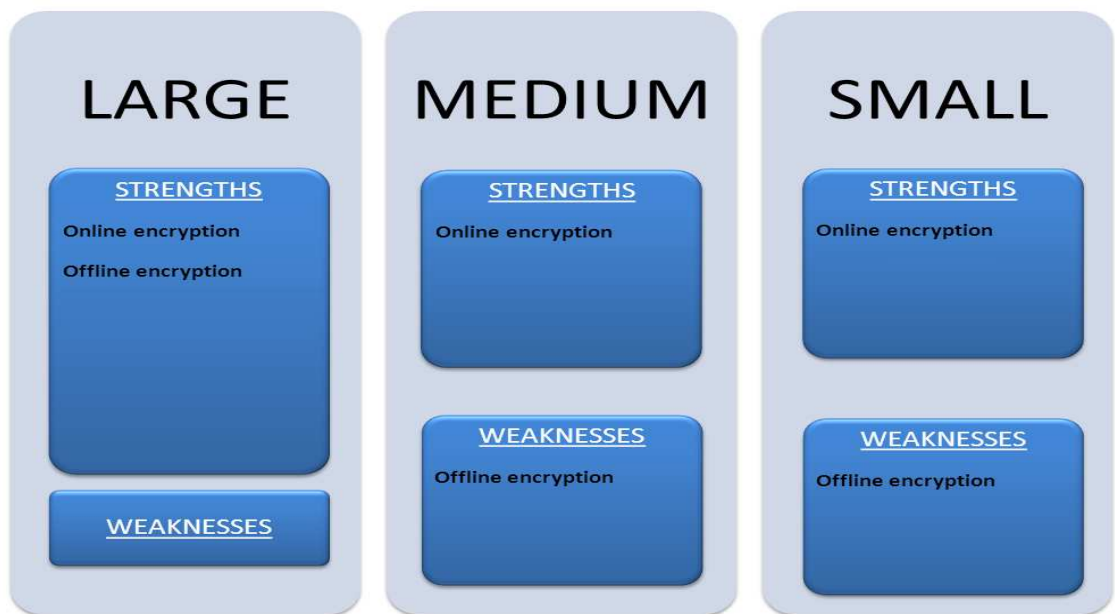 LARGE
STRENGTHS
Online encryption
Offline encryption
WEAKNESSES
MEDIUM
STRENGTHS
Online encryption
WEAKNESSES
Offline encryption
SMALL
STRENGTHS
Online encryption
WEAKNESSES
Offline encryption